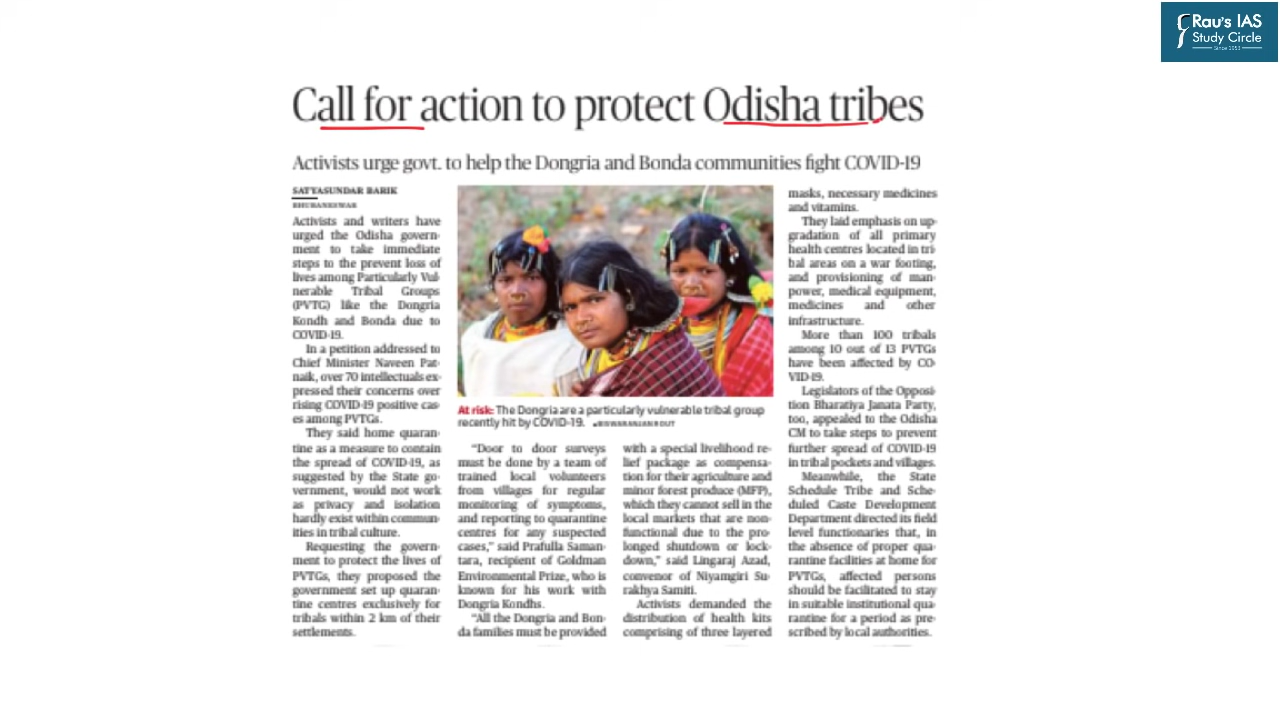 Rau's IAS
Study Circle
Since 1953
Call for action to protect Odisha tribes
Activists urge govt. to help the Dongria and Bonda communities fight COVID-19
SATYASUNDAR BARIK
BHUBANESWAR
Activists and writers have
urged the Odisha govern-
ment to take immediate
steps to the prevent loss of
lives among Particularly Vul-
nerable Tribal Groups
(PVTG) like the Dongria
Kondh and Bonda due to
COVID-19.
In a petition addressed to
Chief Minister Naveen Pat-
naik, over 70 intellectuals ex-
pressed their concerns over
rising COVID-19 positive cas-
es among PVTGs.
They said home quaran-
tine as a measure to contain
the spread of COVID-19, as
suggested by the State go-
vernment, would not work
as privacy and isolation
hardly exist within commun-
ities in tribal culture.
Requesting the govern-
ment to protect the lives of
PVTGs, they proposed the
government set up quaran-
tine centres exclusively for
tribals within 2 km of their
settlements.
At risk: The Dongria are a particularly vulnerable tribal group
recently hit by COVID-19. BISWARANJAN ROUT
"Door to door surveys
must be done by a team of
trained local volunteers
from villages for regular
monitoring of symptoms,
and reporting to quarantine
centres for any suspected
cases," said Prafulla Saman-
tara, recipient of Goldman
Environmental Prize, who is
known for his work with
Dongria Kondhs.
"All the Dongria and Bon-
da families must be provided
with a special livelihood re-
lief package as compensa-
tion for their agriculture and
minor forest produce (MFP),
which they cannot sell in the
local markets that are non-
functional due to the pro-
longed shutdown or lock-
down," said Lingaraj Azad,
convenor of Niyamgiri Su-
rakhya Samiti.
Activists demanded the
distribution of health kits
comprising of three layered
masks, necessary medicines
and vitamins.
They laid emphasis on up-
gradation of all primary
health centres located in tri-
bal areas on a war footing,
and provisioning of man-
power, medical equipment,
medicines and other
infrastructure.
More than 100 tribals
among 10 out of 13 PVTGs
have been affected by CO-
VID-19.
Legislators of the Opposi-
tion Bharatiya Janata Party,
too, appealed to the Odisha
CM to take steps to prevent
further spread of COVID-19
in tribal pockets and villages.
Meanwhile, the State
Schedule Tribe and Sche-
duled Caste Development
Department directed its field
level functionaries that, in
the absence of proper qua-
rantine facilities at home for
PVTGs, affected persons
should be facilitated to stay
in suitable institutional qua-
rantine for a period as pre-
scribed by local authorities.